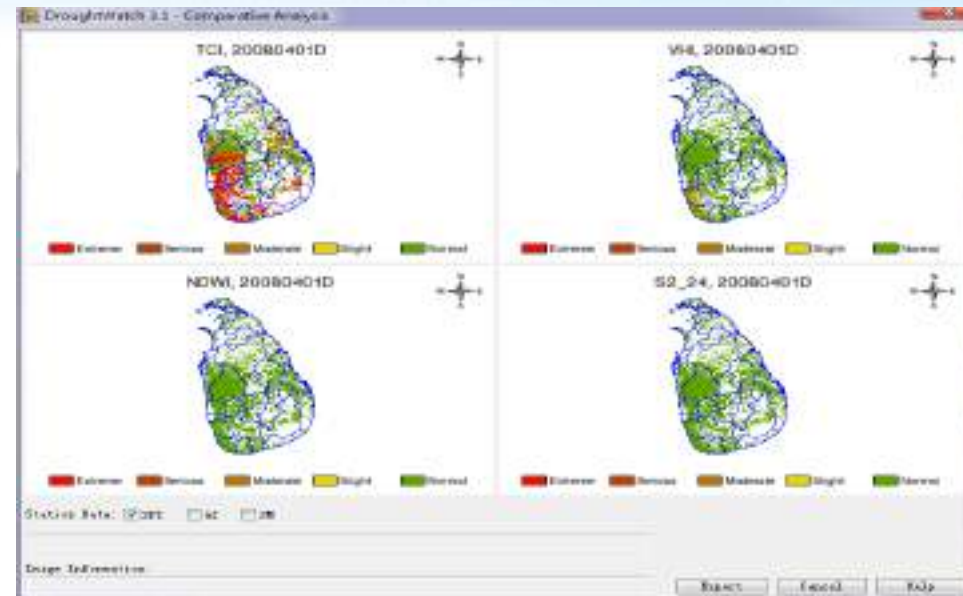 DroughtWatch 3.1 - Comparative Analysis
TCI, 20080401D
VHI, 20080401D
Extreme Serious Moderate Slight Normal
Extreme Serious Moderate Slight Normal
NDWI, 20080401D
S2_24, 20080401D
Extreme Serious Moderate Slight Normal
Extreme Serious Moderate Slight Normal
Station Data:
Image Information
Export Cancel Help